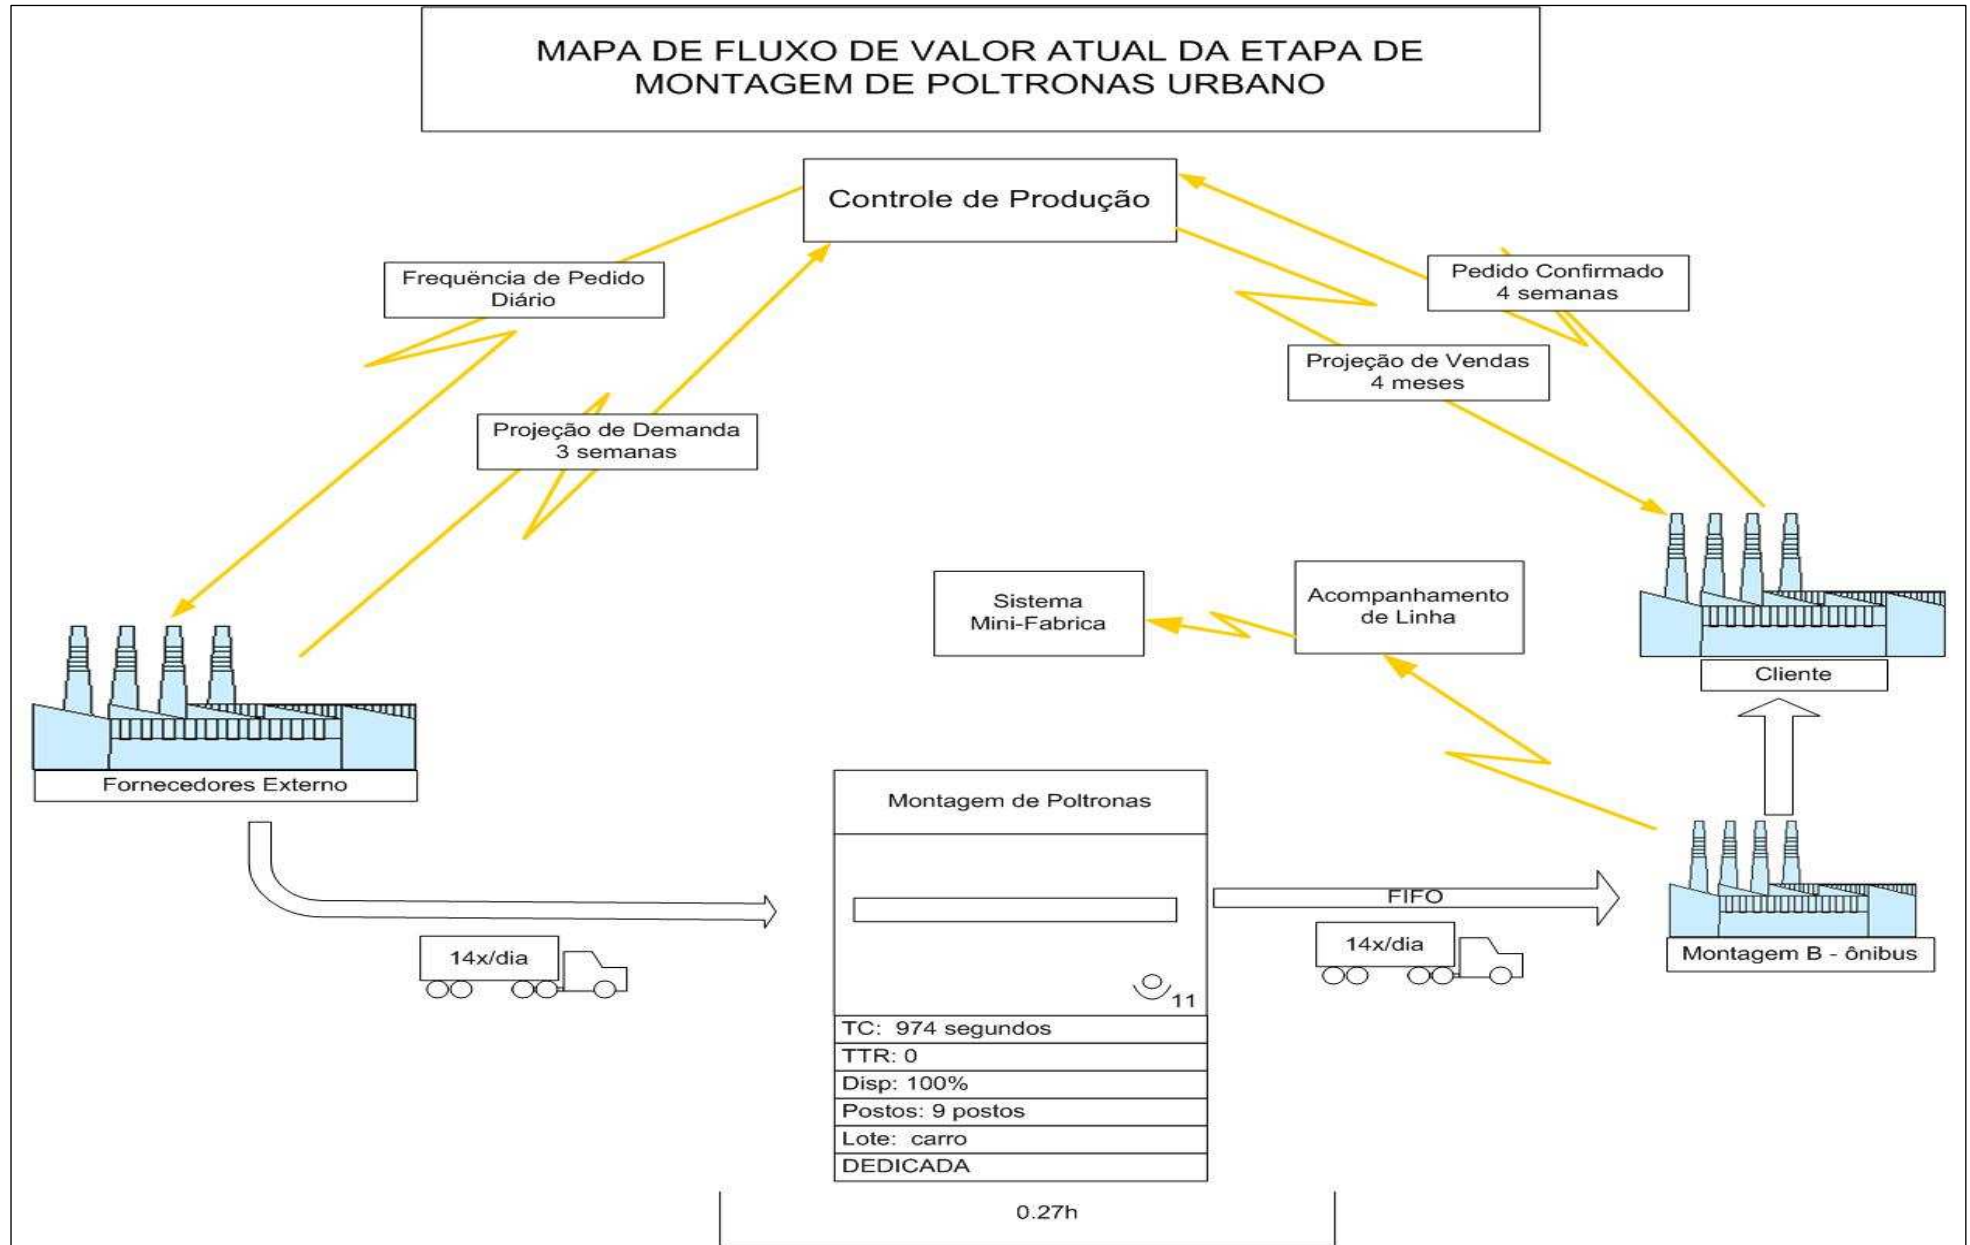 MAPA DE FLUXO DE VALOR ATUAL DA ETAPA DE
MONTAGEM DE POLTRONAS URBANO
Controle de Produção
Frequëncia de Pedido
Diário
Pedido Confirmado
4 semanas
Projeção de Vendas
4 meses
Projeção de Demanda
3 semanas
Sistema
Mini-Fabrica
Acompanhamento
de Linha
Cliente
Fornecedores Externo
Montagem de Poltronas
FIFO
14x/dia
14x/dia
Montagem B - ônibus
11
TC: 974 segundos
TTR: 0
Disp: 100%
Postos: 9 postos
Lote: carro
DEDICADA
0.27h